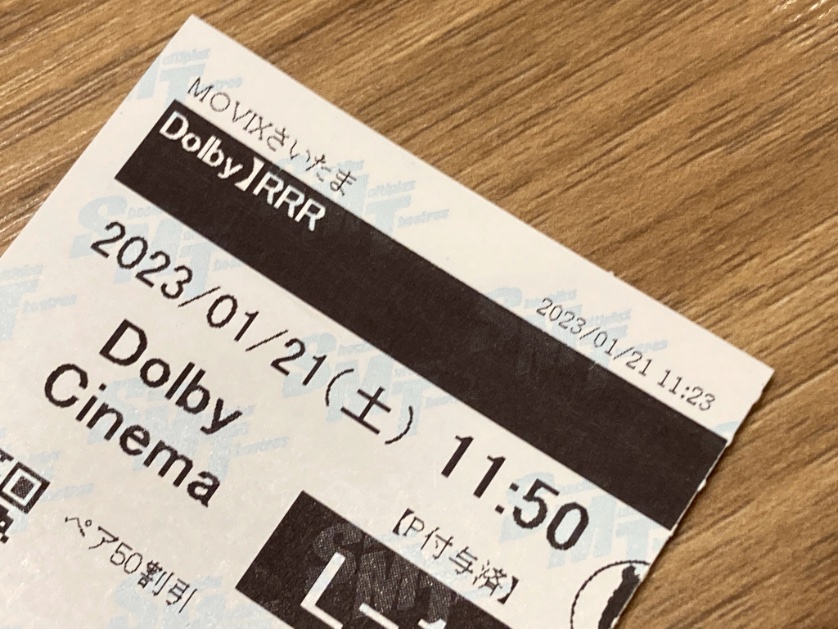 MOVIXさいたま
Dolby】RRR
2023/01/21 11:23
2023/01/21(土) 11:50
Dolby
Cinema
【P付与済】
ペア50割引
L-
SMT